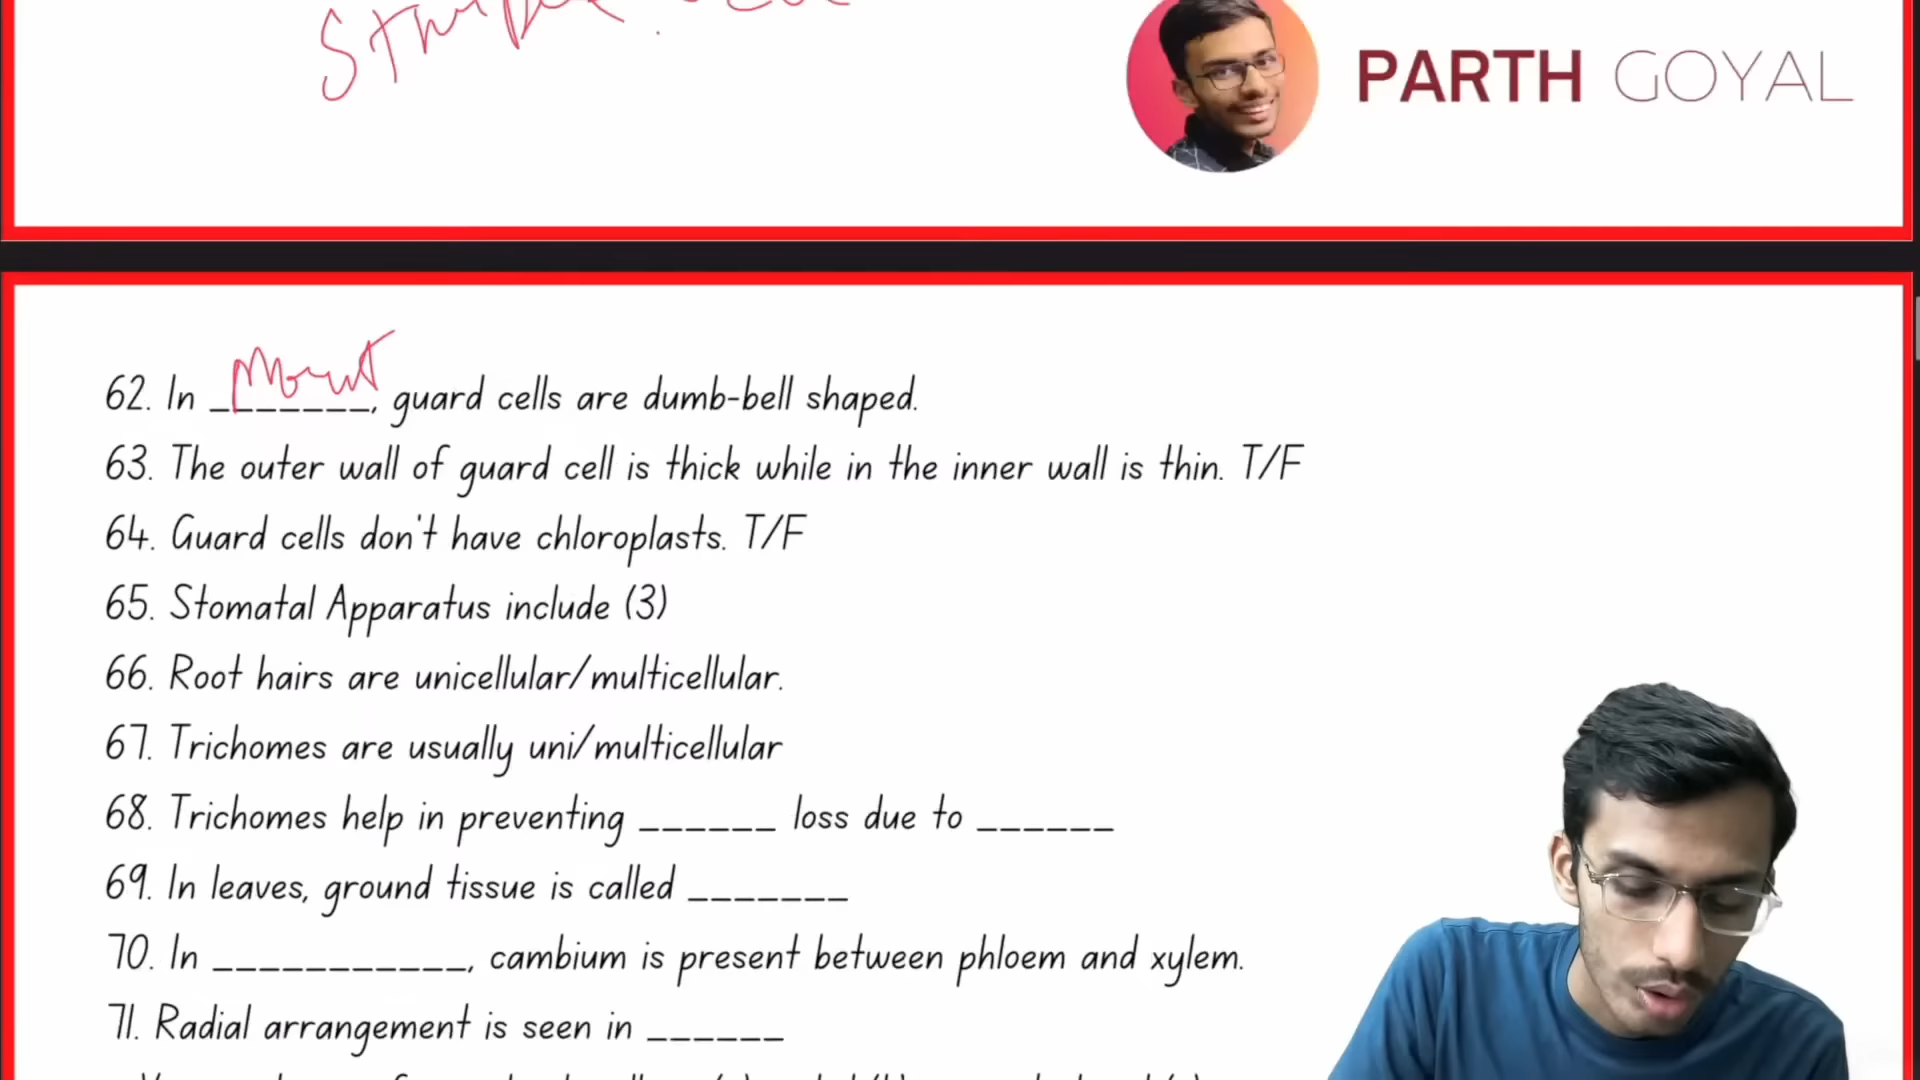 PARTH GOYAL
62. In _______, guard cells are dumb-bell shaped.
63. The outer wall of guard cell is thick while in the inner wall is thin. T/F
64. Guard cells don't have chloroplasts. T/F
65. Stomatal Apparatus include (3)
66. Root hairs are unicellular/multicellular.
67. Trichomes are usually uni/multicellular
68. Trichomes help in preventing ______ loss due to ______
69. In leaves, ground tissue is called _______
70. In ___________, cambium is present between phloem and xylem.
71. Radial arrangement is seen in ______